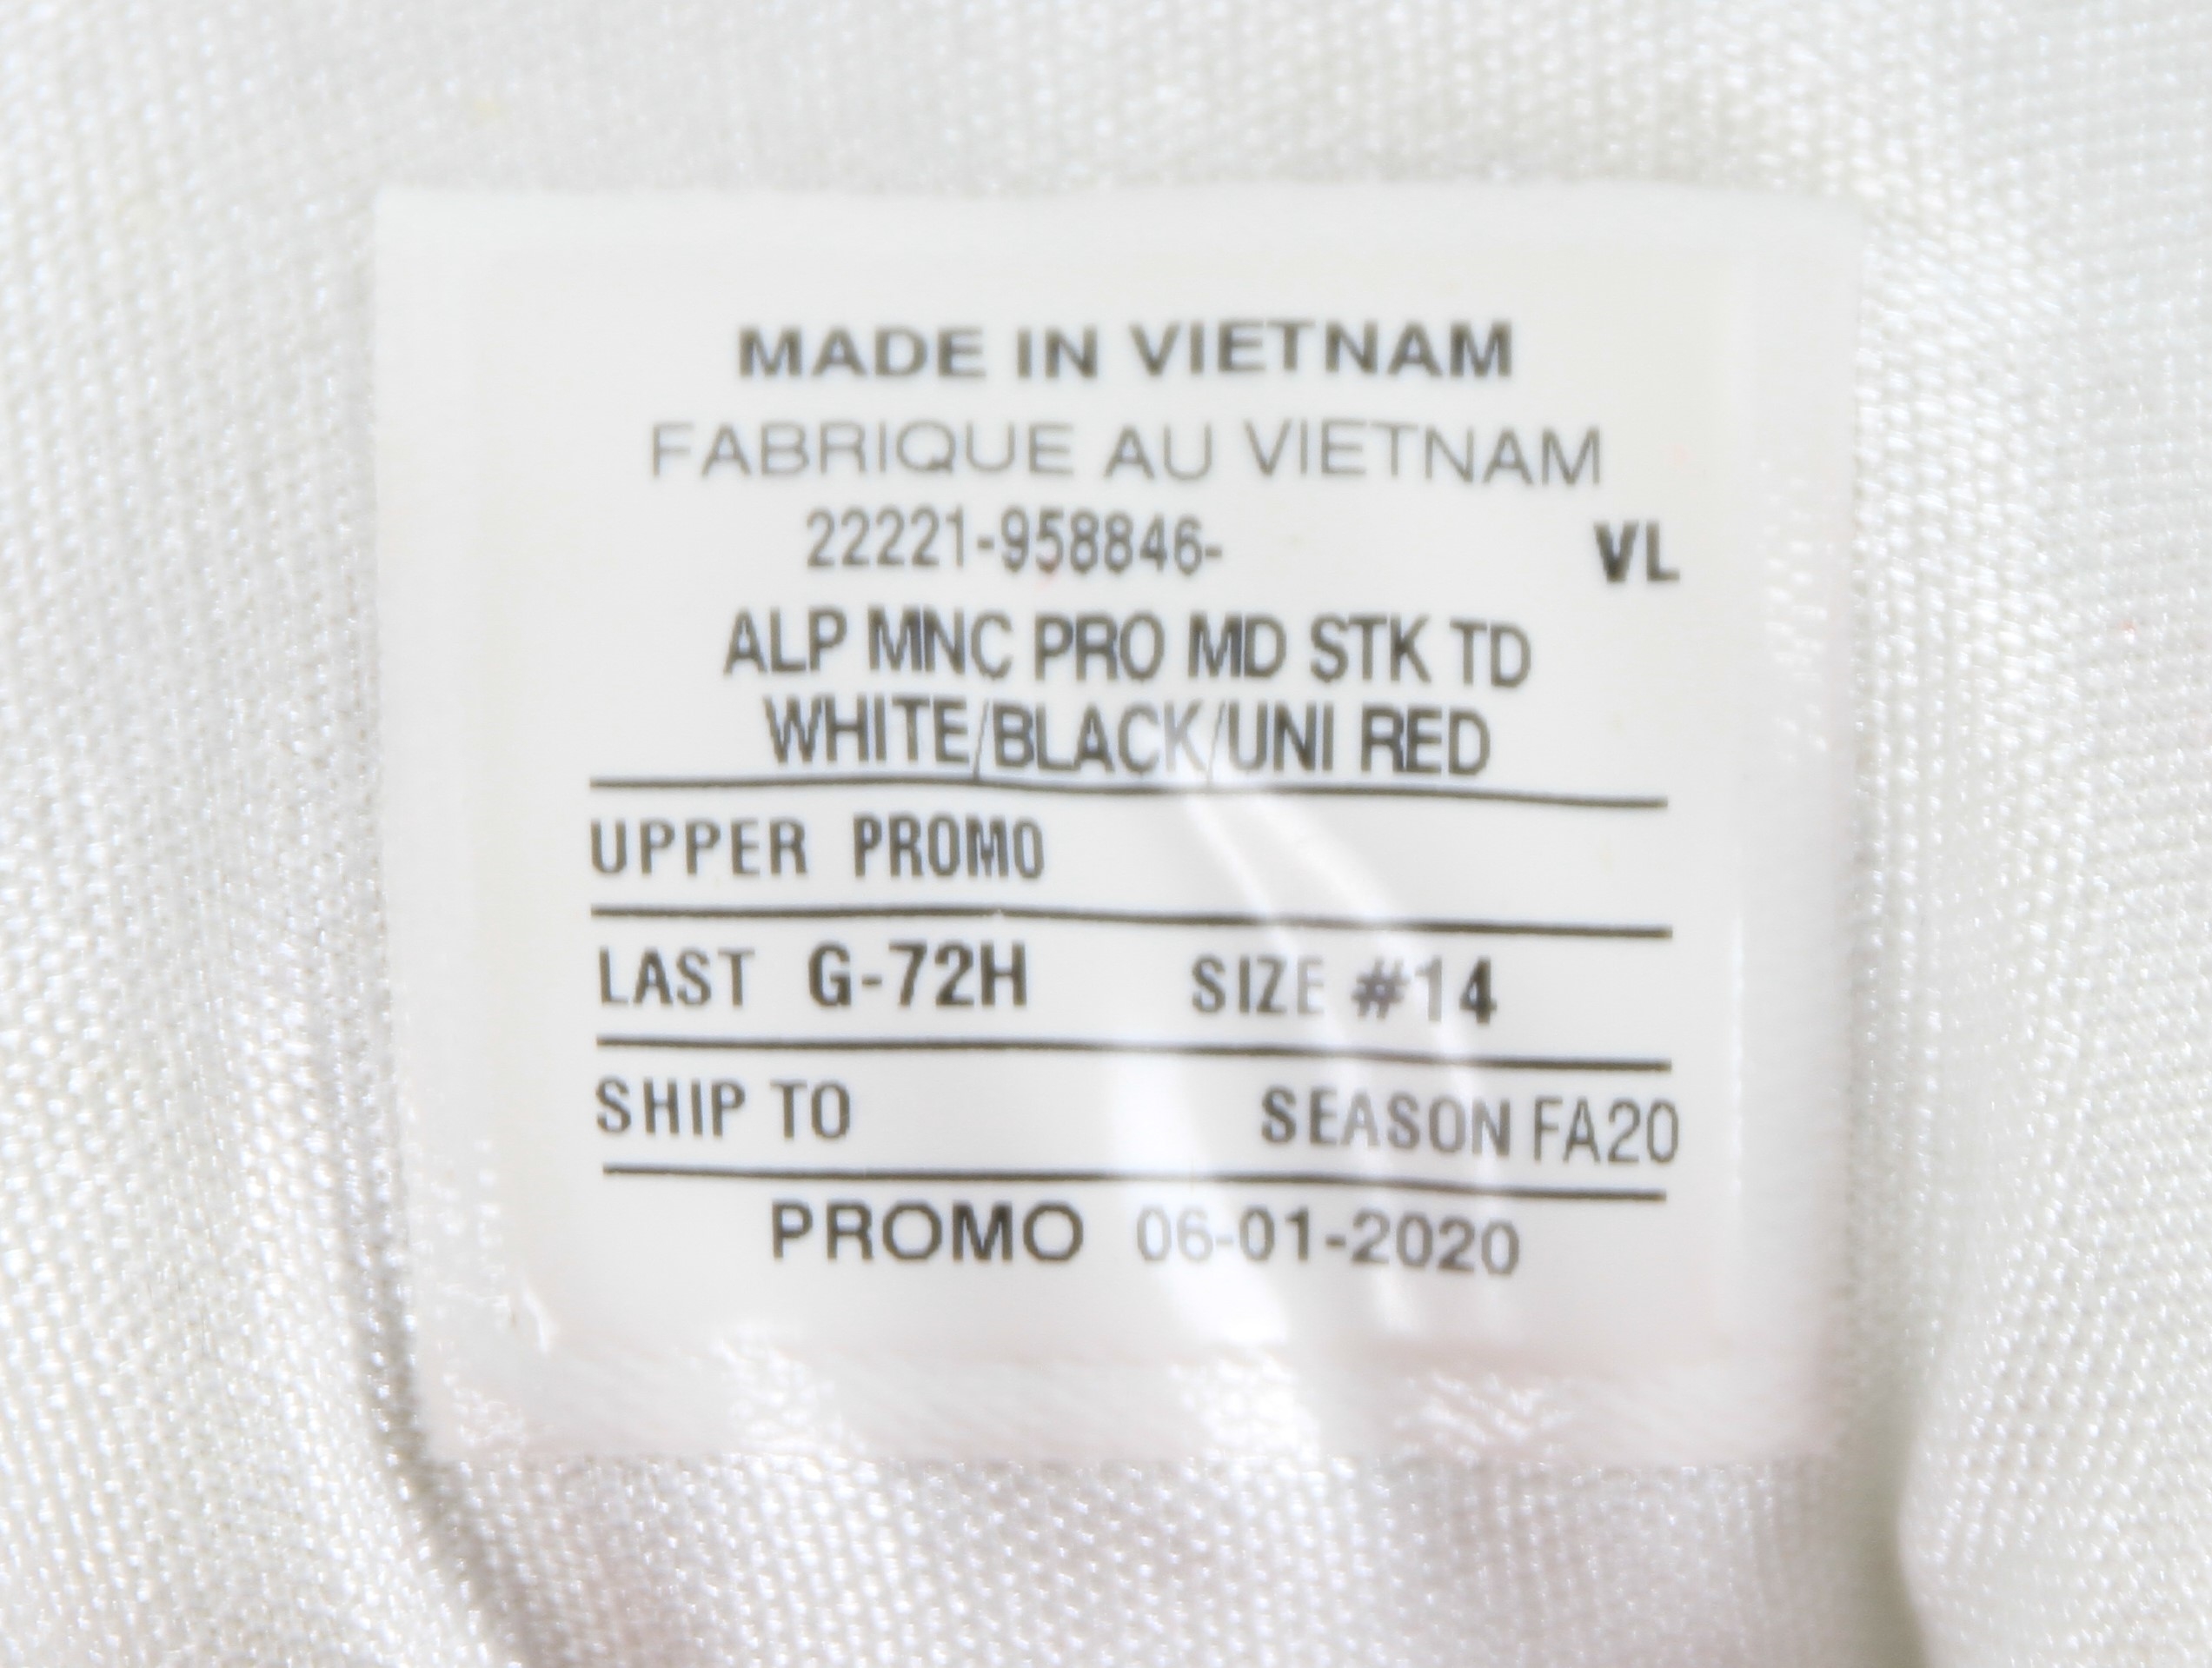 MADE IN VIETNAM
FABRIQUE AU VIETNAM
22221-958846- VL
ALP MNC PRO MD STK TD
WHITE/BLACK/UNI RED
UPPER PROMO
LAST G-72H SIZE #14
SHIP TO SEASON FA20
PROMO 06-01-2020